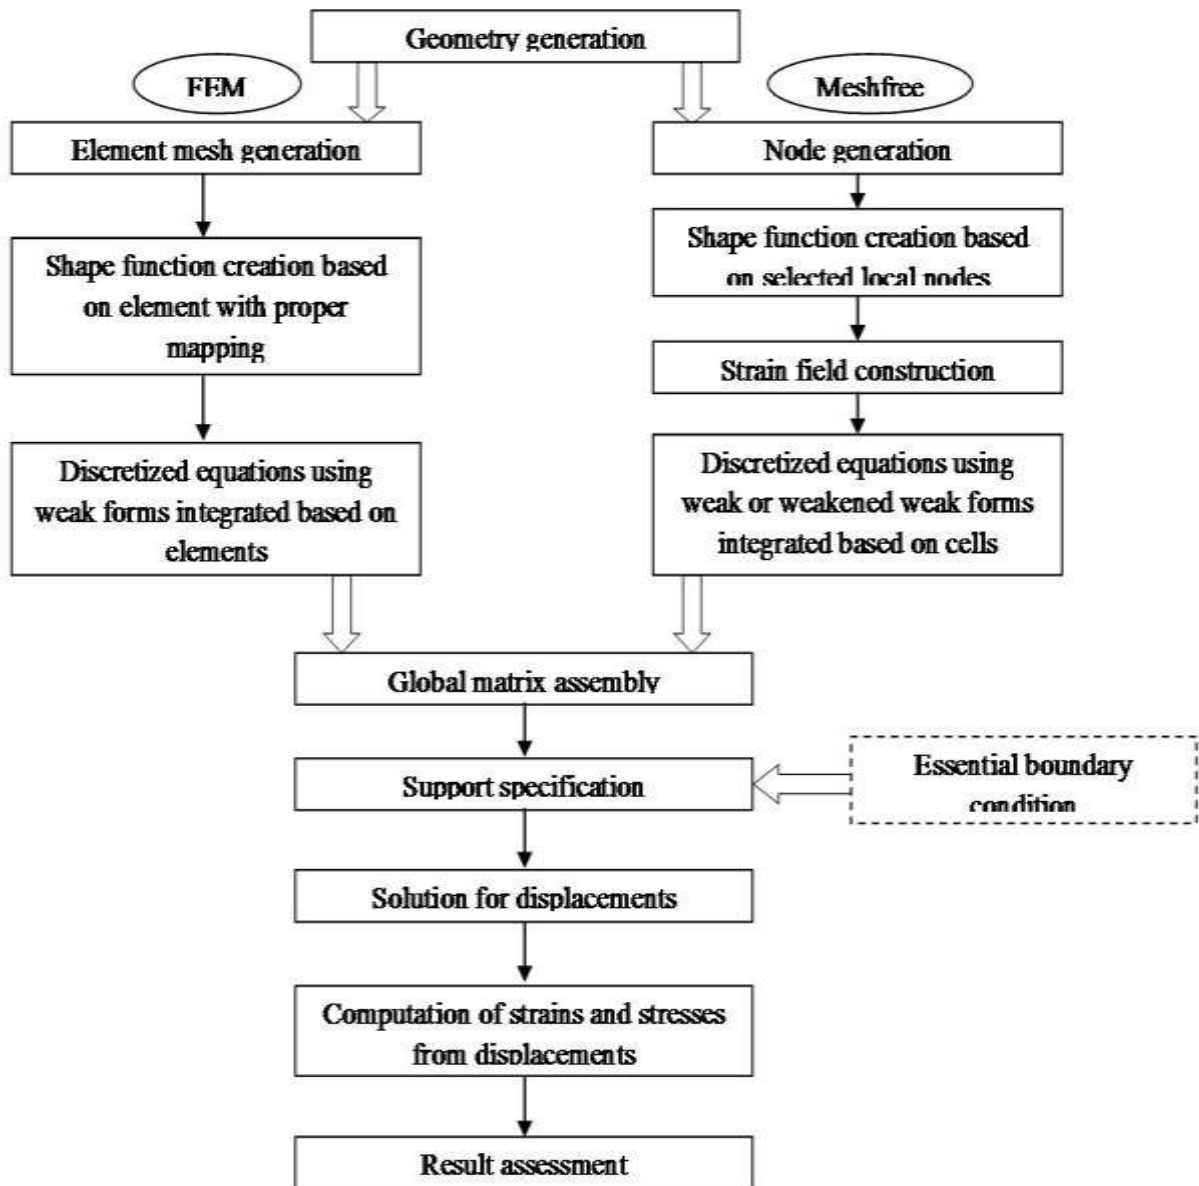 Geometry generation
FEM
Meshfree
Element mesh generation
Node generation
Shape function creation based
on element with proper
mapping
Shape function creation based
on selected local nodes
Strain field construction
Discretized equations using
weak forms integrated based on
elements
Discretized equations using
weak or weakened weak forms
integrated based on cells
Global matrix assembly
Support specification
Essential boundary
condition
Solution for displacements
Computation of strains and stresses
from displacements
Result assessment